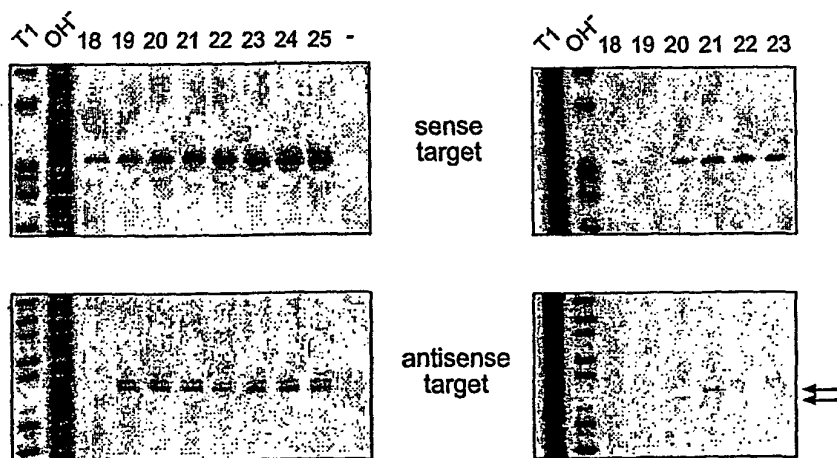 T1 OH⁻ 18 19 20 21 22 23 24 25 -
T1 OH⁻ 18 19 20 21 22 23
sense
target
antisense
target